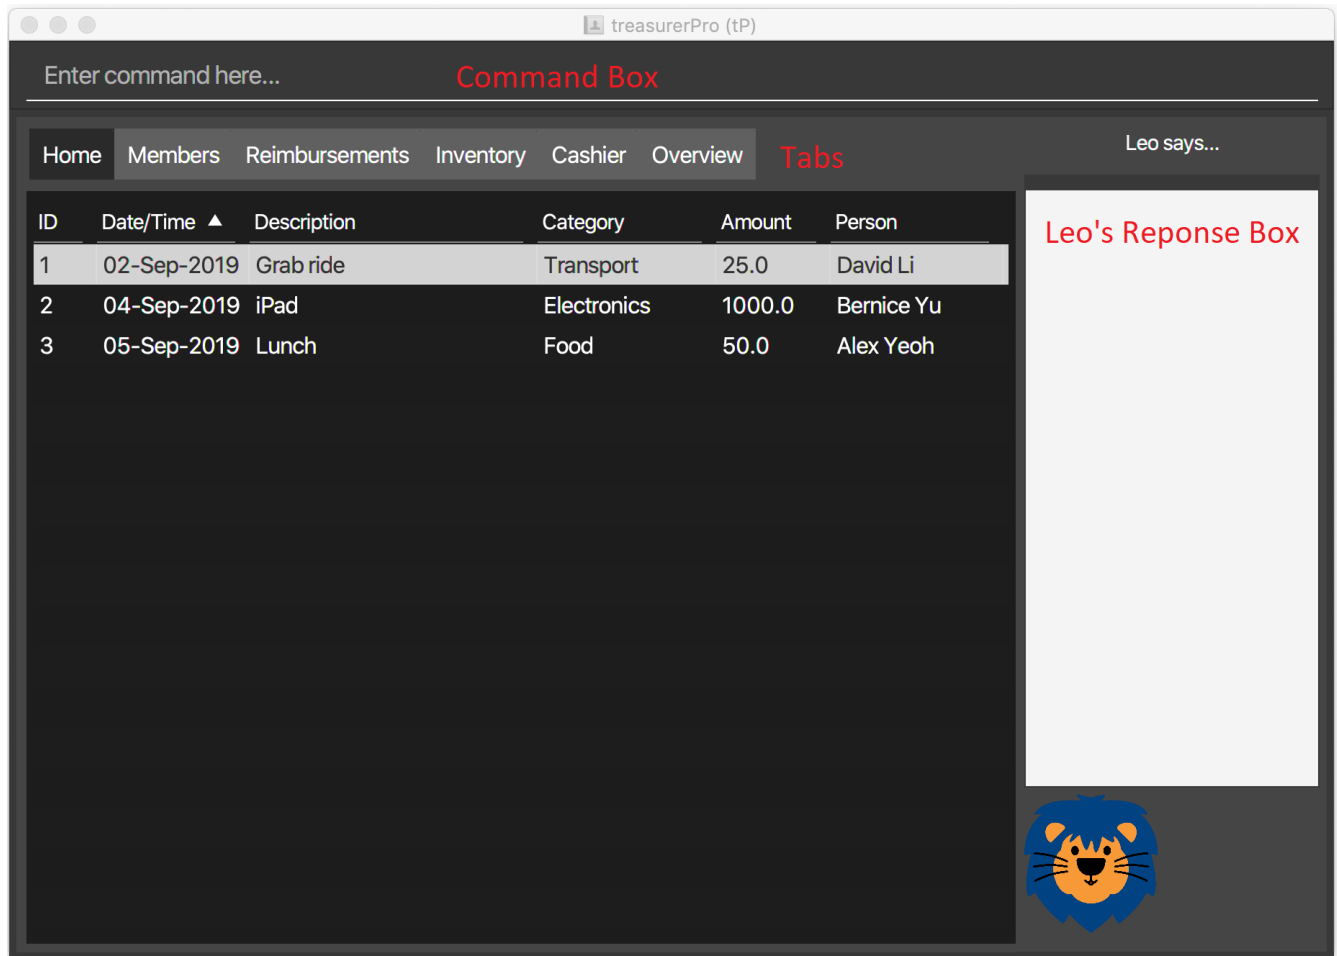 treasurerPro (tP)
Enter command here... Command Box
Home Members Reimbursements Inventory Cashier Overview Tabs
Leo says...
ID Date/Time ▲ Description Category Amount Person
1 02-Sep-2019 Grab ride Transport 25.0 David Li
2 04-Sep-2019 iPad Electronics 1000.0 Bernice Yu
3 05-Sep-2019 Lunch Food 50.0 Alex Yeoh
Leo's Reponse Box